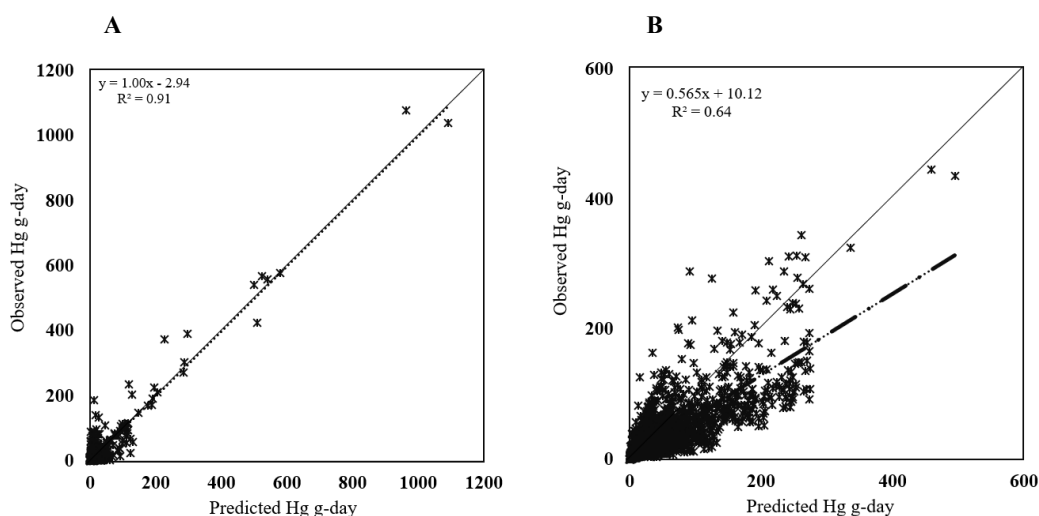 A
y = 1.00x - 2.94
R² = 0.91
1200
1000
800
600
400
200
0
0 200 400 600 800 1000 1200
Observed Hg g-day
Predicted Hg g-day
B
y = 0.565x + 10.12
R² = 0.64
600
400
200
0
0 200 400 600
Observed Hg g-day
Predicted Hg g-day